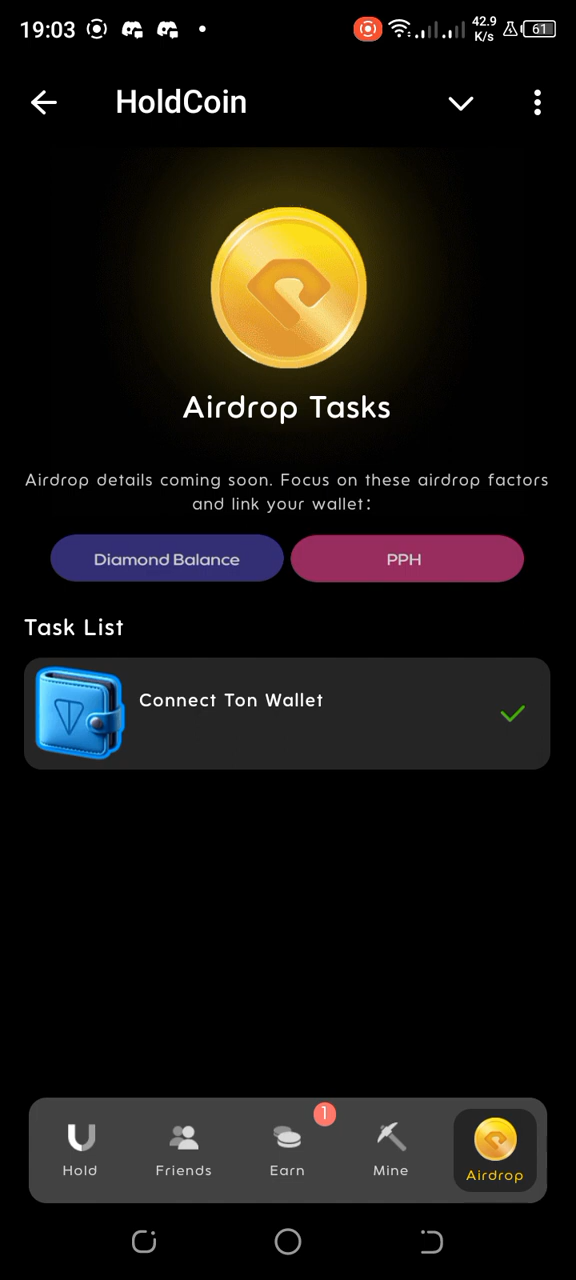 19:03
42.9
K/s
61
HoldCoin
Airdrop Tasks
Airdrop details coming soon. Focus on these airdrop factors
and link your wallet:
Diamond Balance
PPH
Task List
Connect Ton Wallet
1
Hold
Friends
Earn
Mine
Airdrop